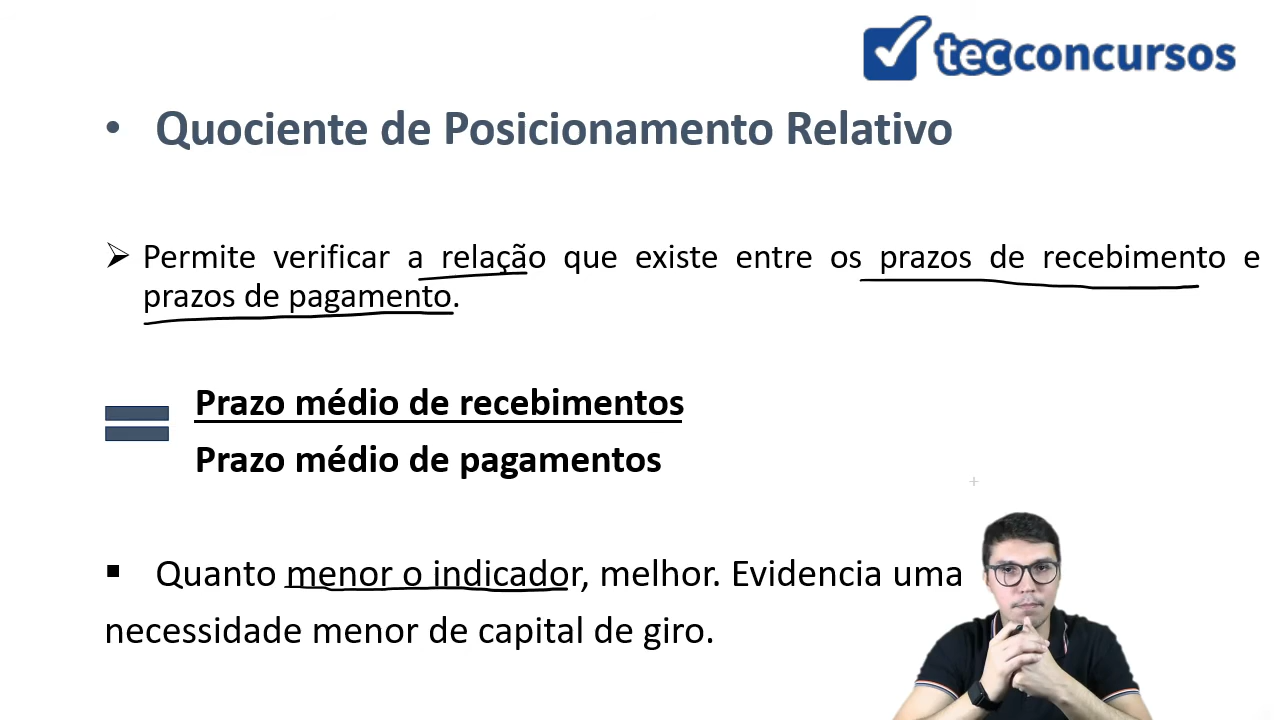 tecconcursos
• Quociente de Posicionamento Relativo
➢ Permite verificar a relação que existe entre os prazos de recebimento e
prazos de pagamento.
Prazo médio de recebimentos
Prazo médio de pagamentos
▪ Quanto menor o indicador, melhor. Evidencia uma
necessidade menor de capital de giro.